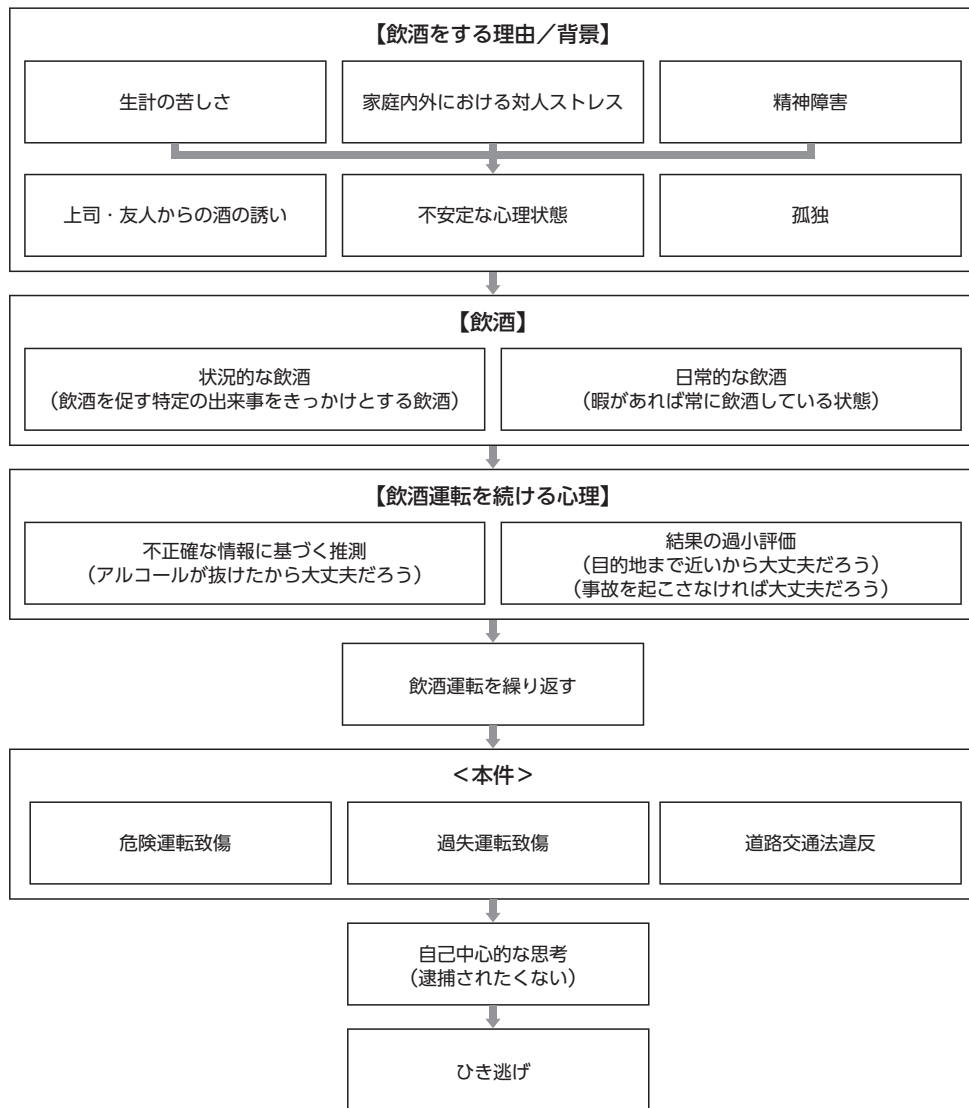 【飲酒をする理由／背景】
生計の苦しさ
家庭内外における対人ストレス
精神障害
上司・友人からの酒の誘い
不安定な心理状態
孤独
【飲酒】
状況的な飲酒
（飲酒を促す特定の出来事をきっかけとする飲酒）
日常的な飲酒
（暇があれば常に飲酒している状態）
【飲酒運転を続ける心理】
不正確な情報に基づく推測
（アルコールが抜けたから大丈夫だろう）
結果の過小評価
（目的地まで近いから大丈夫だろう）
（事故を起こさなければ大丈夫だろう）
飲酒運転を繰り返す
＜本件＞
危険運転致傷
過失運転致傷
道路交通法違反
自己中心的な思考
（逮捕されたくない）
ひき逃げ